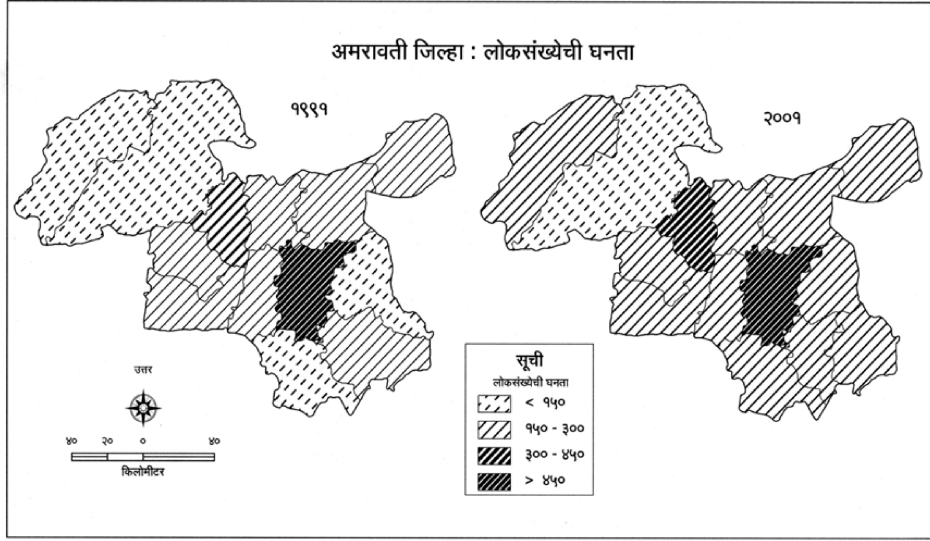 अमरावती जिल्हा : लोकसंख्येची घनता
१९९१
२००१
उत्तर
४० २० ० ४०
किलोमीटर
सूची
लोकसंख्येची घनता
< १५०
१५० - ३००
३०० - ४५०
> ४५०